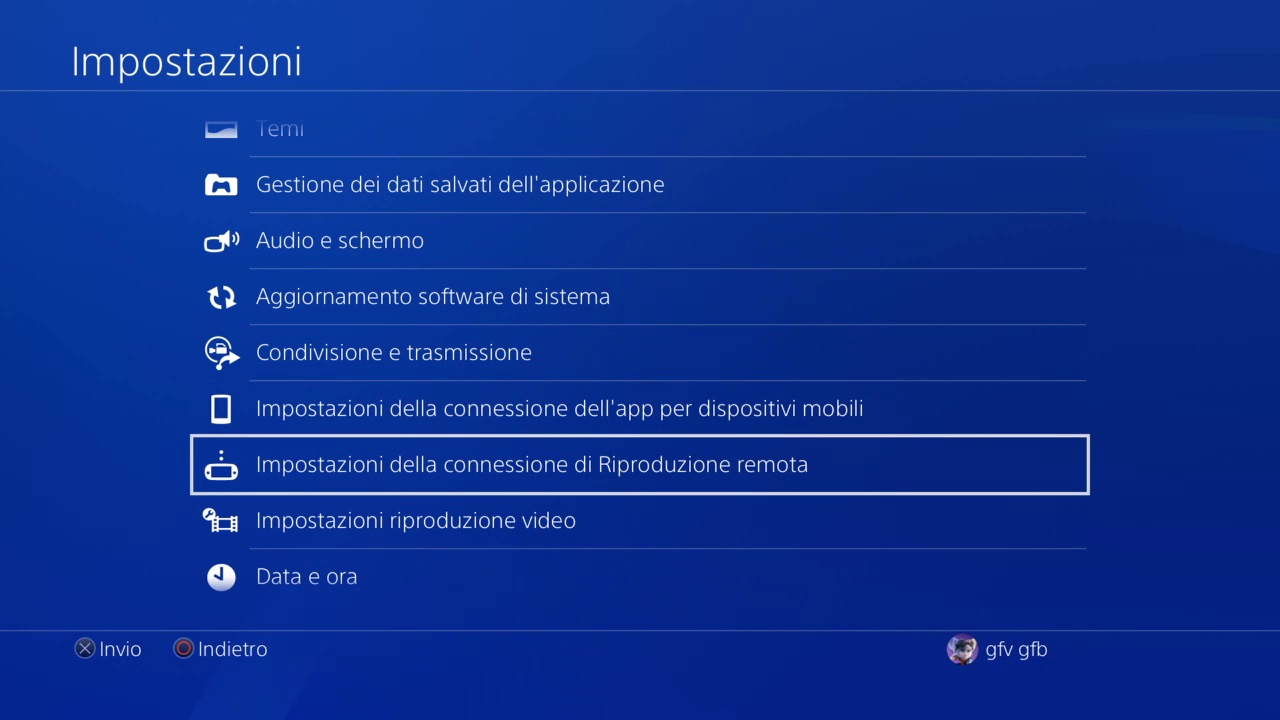 Impostazioni
Temi
Gestione dei dati salvati dell'applicazione
Audio e schermo
Aggiornamento software di sistema
Condivisione e trasmissione
Impostazioni della connessione dell'app per dispositivi mobili
Impostazioni della connessione di Riproduzione remota
Impostazioni riproduzione video
Data e ora
Invio Indietro gfv gfb